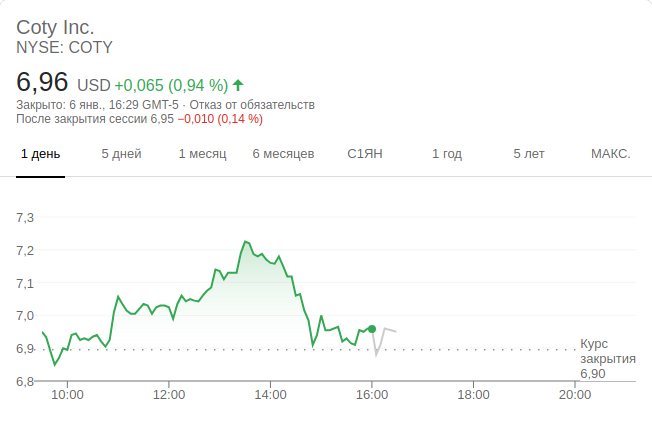 Coty Inc.
NYSE: COTY
6,96 USD +0,065 (0,94 %)
Закрыто: 6 янв., 16:29 GMT-5 · Отказ от обязательств
После закрытия сессии 6,95 −0,010 (0,14 %)
1 день 5 дней 1 месяц 6 месяцев С1ЯН 1 год 5 лет МАКС.
7,3
7,2
7,1
7,0
6,9
6,8
Курс
закрытия
6,90
10:00 12:00 14:00 16:00 18:00 20:00